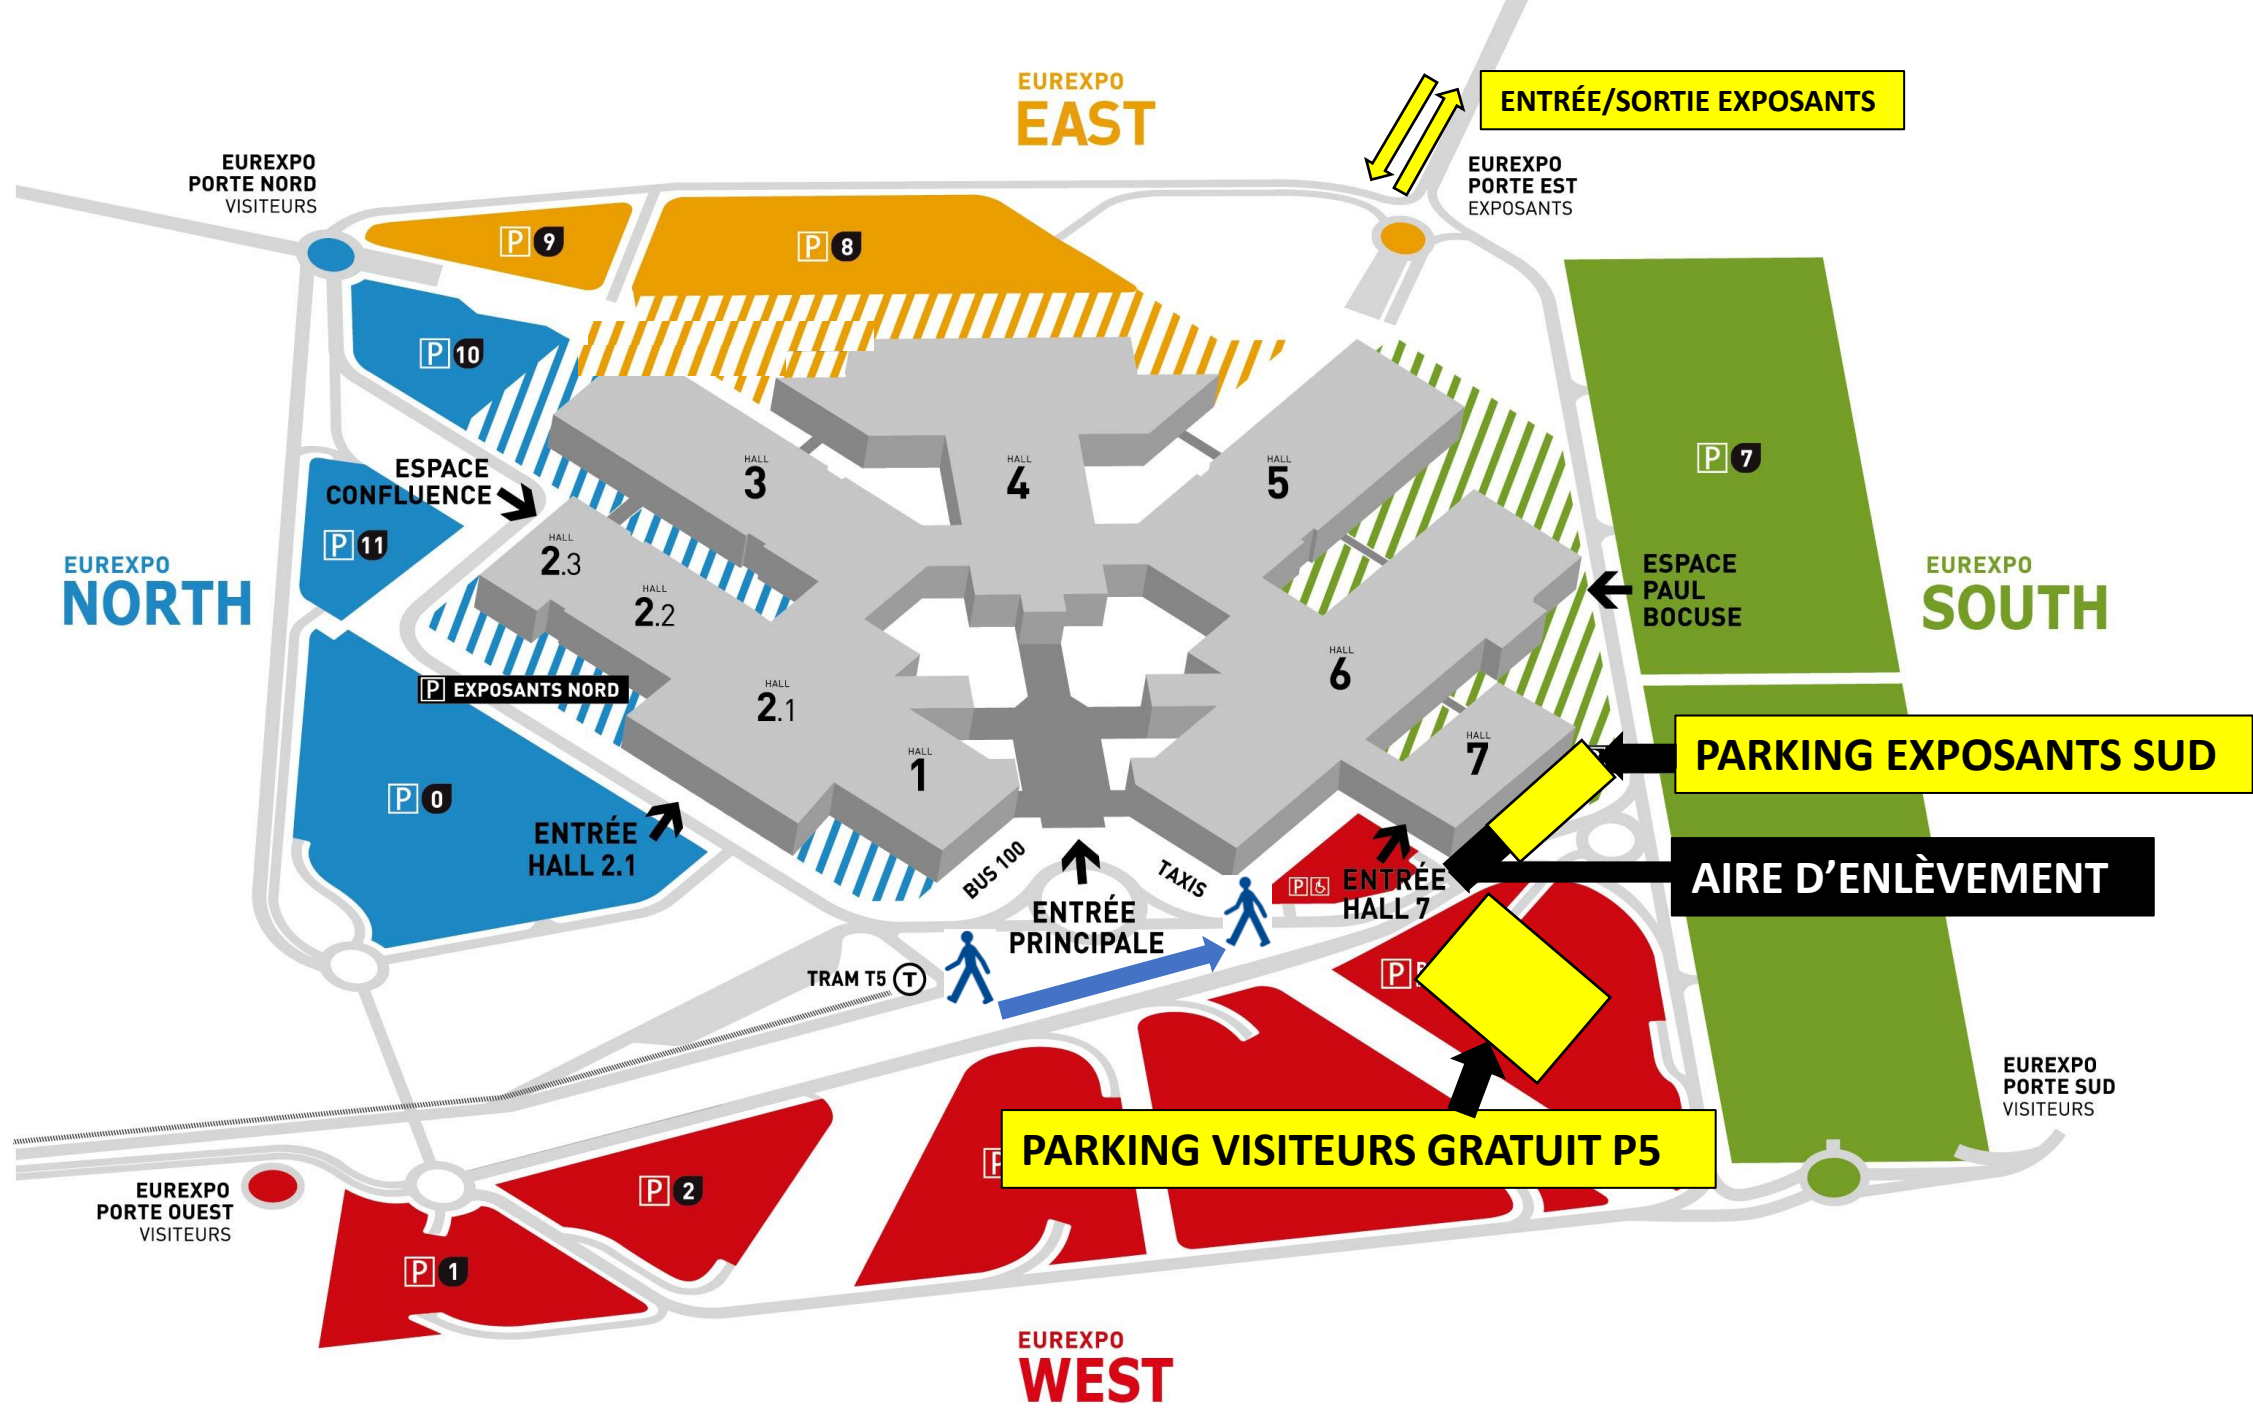 EUREXPO
EAST
ENTRÉE/SORTIE EXPOSANTS
EUREXPO
PORTE NORD
VISITEURS
EUREXPO
PORTE EST
EXPOSANTS
P 9
P 8
P 10
ESPACE
CONFLUENCE
P 11
HALL
3
HALL
4
HALL
5
P 7
HALL
2.3
HALL
2.2
HALL
2.1
HALL
1
HALL
6
HALL
7
ESPACE
PAUL
BOCUSE
EUREXPO
NORTH
EUREXPO
SOUTH
P EXPOSANTS NORD
PARKING EXPOSANTS SUD
P 0
ENTRÉE
HALL 2.1
BUS 100
TAXIS
AIRE D’ENLÈVEMENT
P
ENTRÉE
HALL 7
ENTRÉE
PRINCIPALE
TRAM T5 T
P
EUREXPO
PORTE SUD
VISITEURS
PARKING VISITEURS GRATUIT P5
P 2
EUREXPO
PORTE OUEST
VISITEURS
P 1
EUREXPO
WEST